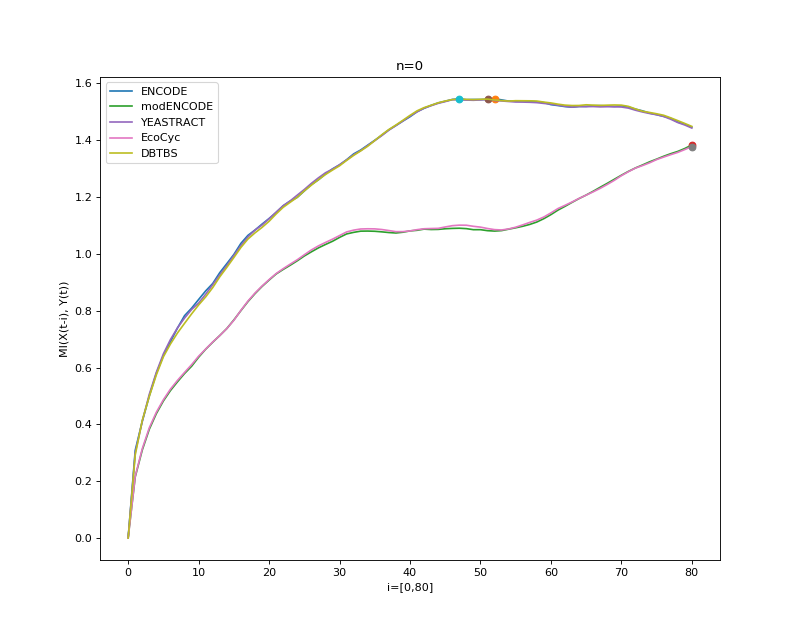 n=0
ENCODE
modENCODE
YEASTRACT
EcoCyc
DBTBS
MI(X(t-i), Y(t))
1.6
1.4
1.2
1.0
0.8
0.6
0.4
0.2
0.0
0 10 20 30 40 50 60 70 80
i=[0,80]